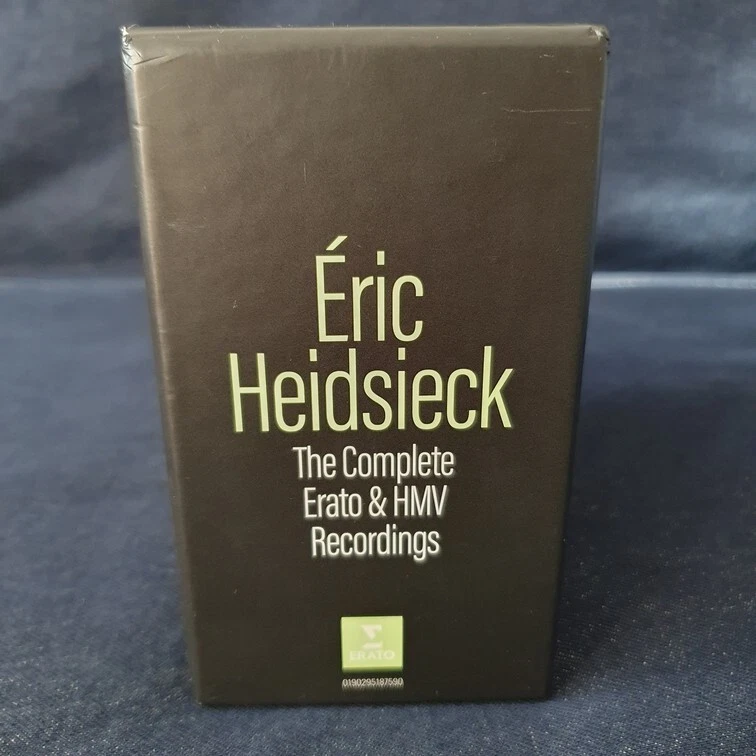 Éric
Heidsieck
The Complete
Erato & HMV
Recordings
ERATO
0190295187590